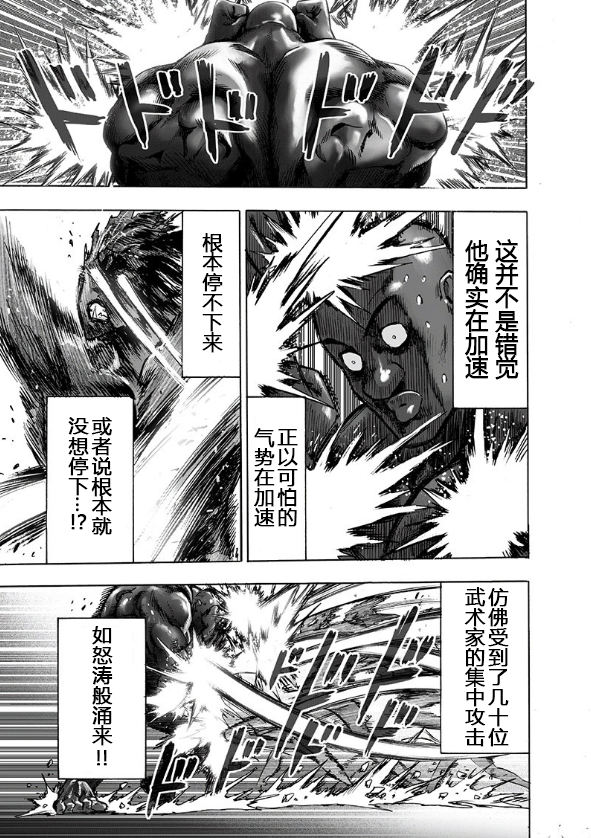 ドドドドドド
这并不是错觉
他确实在加速
正以可怕的
气势在加速
根本停不下来
或者说根本就
没想停下…!?
仿佛受到了几十位
武术家的集中攻击
ドドドドド
如怒涛般涌来!!